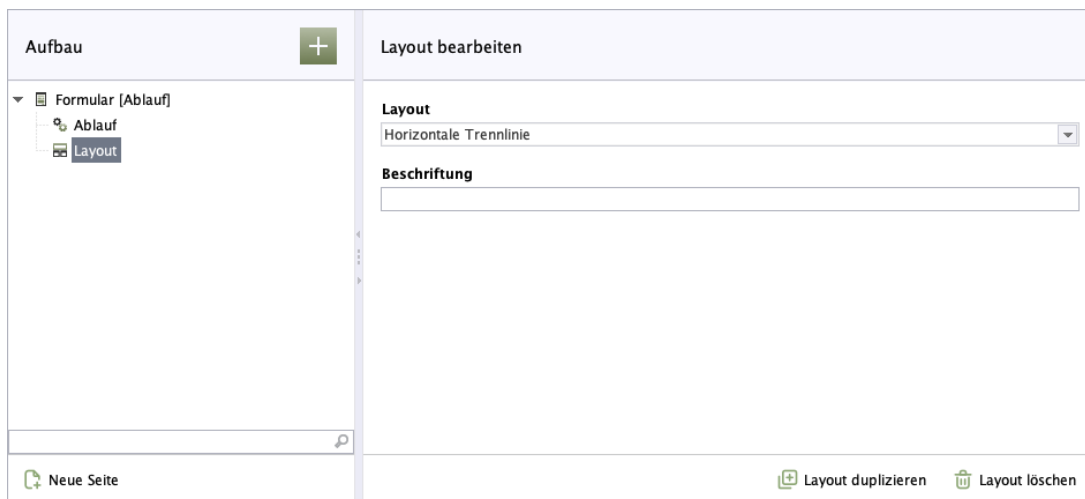 Aufbau
Formular [Ablauf]
Ablauf
Layout
Neue Seite
Layout bearbeiten
Layout
Horizontale Trennlinie
Beschriftung
Layout duplizieren
Layout löschen